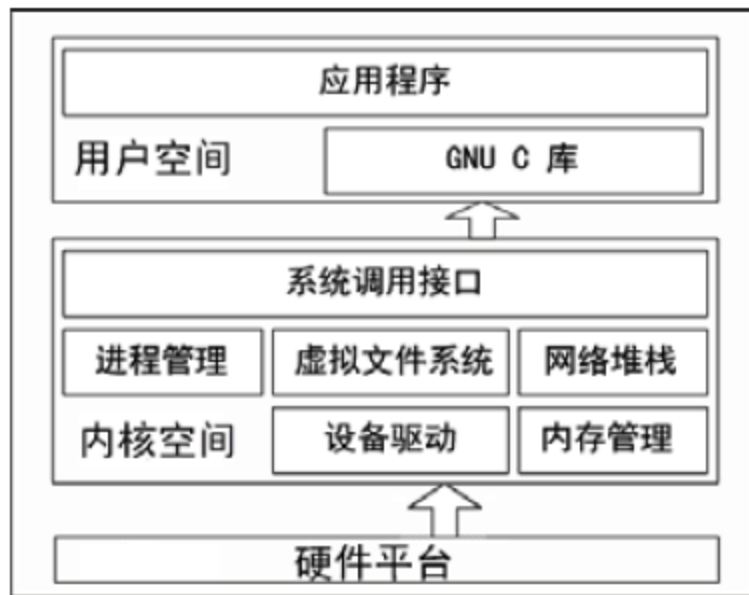 应用程序
用户空间
GNU C 库
系统调用接口
进程管理 虚拟文件系统 网络堆栈
内核空间 设备驱动 内存管理
硬件平台